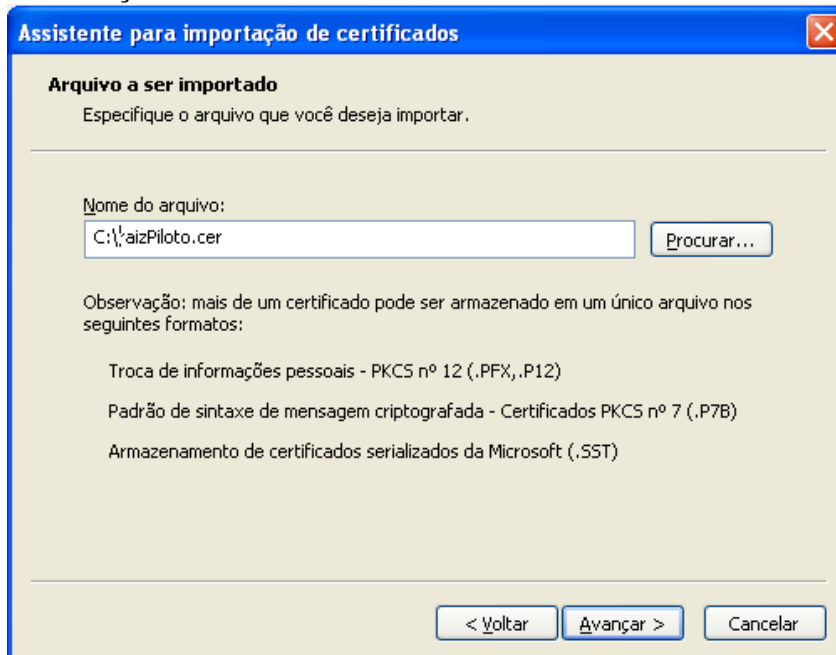 Assistente para importação de certificados
Arquivo a ser importado
Especifique o arquivo que você deseja importar.
Nome do arquivo:
Procurar...
Observação: mais de um certificado pode ser armazenado em um único arquivo nos
seguintes formatos:
Troca de informações pessoais - PKCS nº 12 (.PFX,.P12)
Padrão de sintaxe de mensagem criptografada - Certificados PKCS nº 7 (.P7B)
Armazenamento de certificados serializados da Microsoft (.SST)
< Voltar
Avançar >
Cancelar